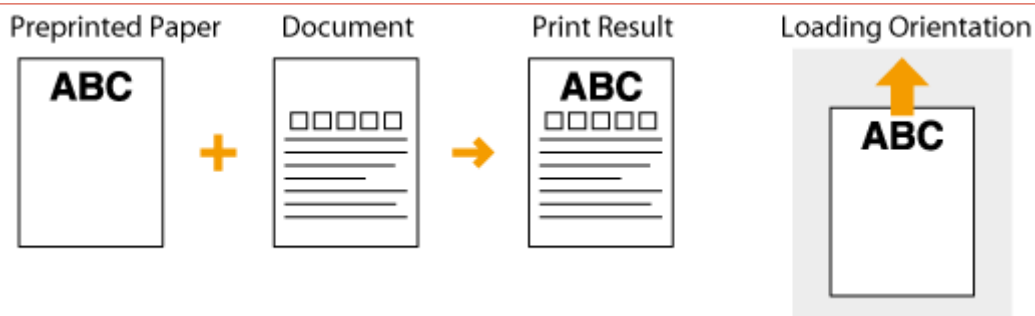 Preprinted Paper
Document
Print Result
Loading Orientation
ABC
ABC
ABC